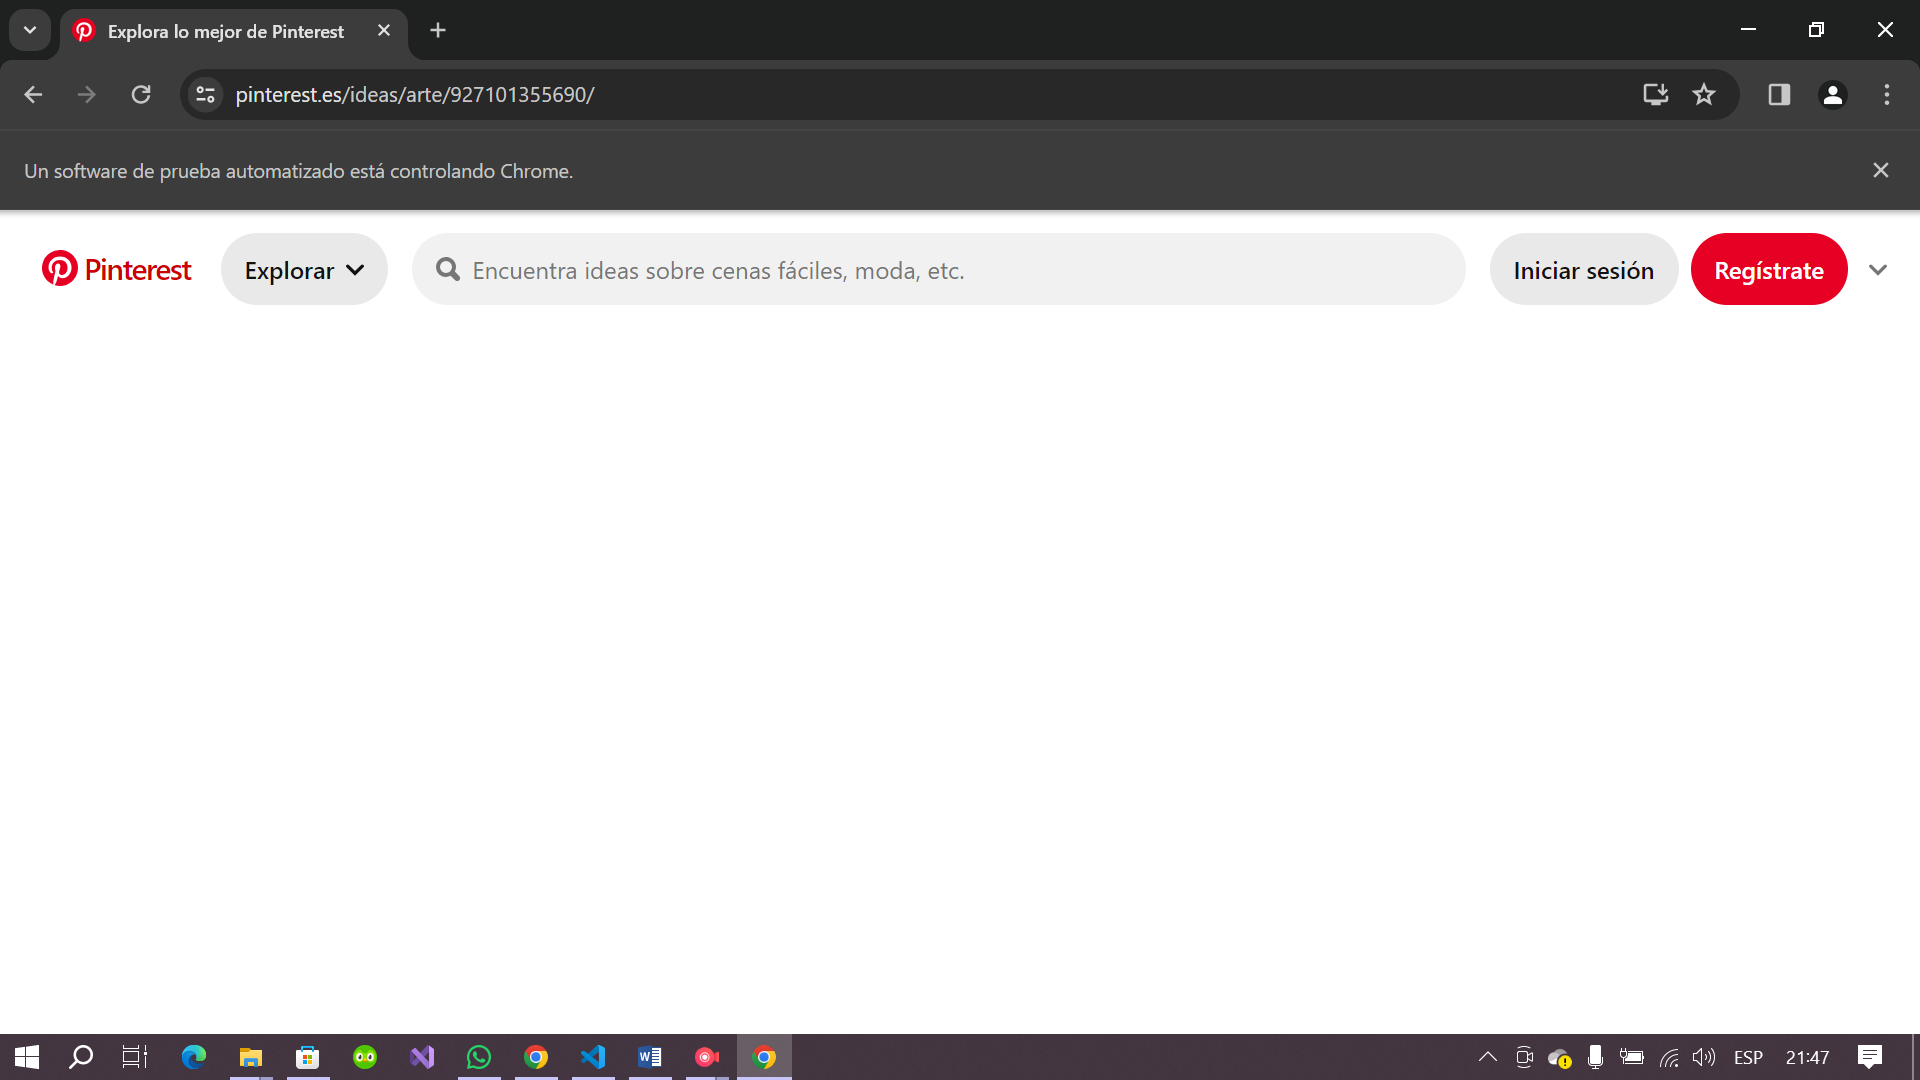 Explora lo mejor de Pinterest
pinterest.es/ideas/arte/927101355690/
Un software de prueba automatizado está controlando Chrome.
Pinterest
Explorar
Encuentra ideas sobre cenas fáciles, moda, etc.
Iniciar sesión
Regístrate
ESP
21:47